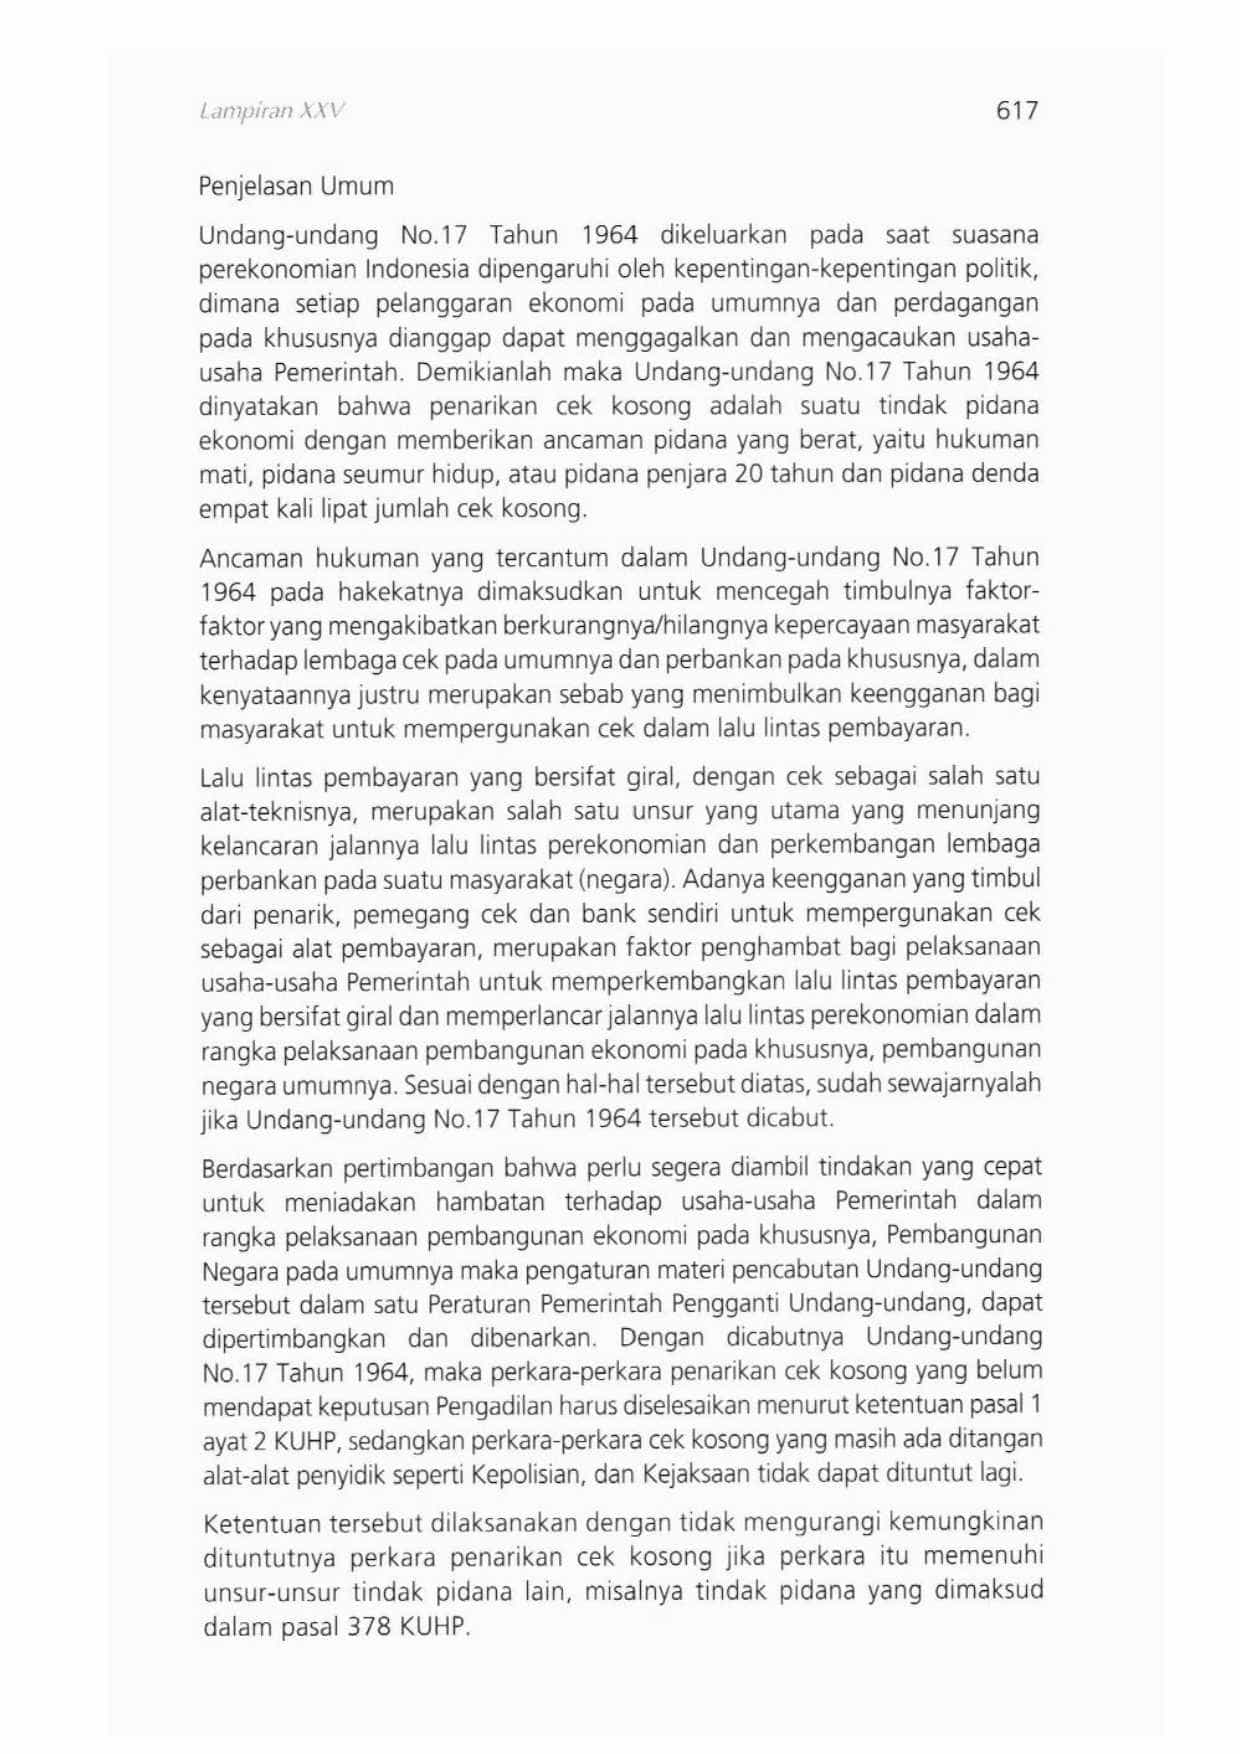 Lampiran XXV
617
Penjelasan Umum
Undang-undang No.17 Tahun 1964 dikeluarkan pada saat suasana
perekonomian Indonesia dipengaruhi oleh kepentingan-kepentingan politik,
dimana setiap pelanggaran ekonomi pada umumnya dan perdagangan
pada khususnya dianggap dapat menggagalkan dan mengacaukan usaha-
usaha Pemerintah. Demikianlah maka Undang-undang No.17 Tahun 1964
dinyatakan bahwa penarikan cek kosong adalah suatu tindak pidana
ekonomi dengan memberikan ancaman pidana yang berat, yaitu hukuman
mati, pidana seumur hidup, atau pidana penjara 20 tahun dan pidana denda
empat kali lipat jumlah cek kosong.
Ancaman hukuman yang tercantum dalam Undang-undang No.17 Tahun
1964 pada hakekatnya dimaksudkan untuk mencegah timbulnya faktor-
faktor yang mengakibatkan berkurangnya/hilangnya kepercayaan masyarakat
terhadap lembaga cek pada umumnya dan perbankan pada khususnya, dalam
kenyataannya justru merupakan sebab yang menimbulkan keengganan bagi
masyarakat untuk mempergunakan cek dalam lalu lintas pembayaran.
Lalu lintas pembayaran yang bersifat giral, dengan cek sebagai salah satu
alat-teknisnya, merupakan salah satu unsur yang utama yang menunjang
kelancaran jalannya lalu lintas perekonomian dan perkembangan lembaga
perbankan pada suatu masyarakat (negara). Adanya keengganan yang timbul
dari penarik, pemegang cek dan bank sendiri untuk mempergunakan cek
sebagai alat pembayaran, merupakan faktor penghambat bagi pelaksanaan
usaha-usaha Pemerintah untuk memperkembangkan lalu lintas pembayaran
yang bersifat giral dan memperlancar jalannya lalu lintas perekonomian dalam
rangka pelaksanaan pembangunan ekonomi pada khususnya, pembangunan
negara umumnya. Sesuai dengan hal-hal tersebut diatas, sudah sewajarnyalah
jika Undang-undang No.17 Tahun 1964 tersebut dicabut.
Berdasarkan pertimbangan bahwa perlu segera diambil tindakan yang cepat
untuk meniadakan hambatan terhadap usaha-usaha Pemerintah dalam
rangka pelaksanaan pembangunan ekonomi pada khususnya, Pembangunan
Negara pada umumnya maka pengaturan materi pencabutan Undang-undang
tersebut dalam satu Peraturan Pemerintah Pengganti Undang-undang, dapat
dipertimbangkan dan dibenarkan. Dengan dicabutnya Undang-undang
No.17 Tahun 1964, maka perkara-perkara penarikan cek kosong yang belum
mendapat keputusan Pengadilan harus diselesaikan menurut ketentuan pasal 1
ayat 2 KUHP, sedangkan perkara-perkara cek kosong yang masih ada ditangan
alat-alat penyidik seperti Kepolisian, dan Kejaksaan tidak dapat dituntut lagi.
Ketentuan tersebut dilaksanakan dengan tidak mengurangi kemungkinan
dituntutnya perkara penarikan cek kosong jika perkara itu memenuhi
unsur-unsur tindak pidana lain, misalnya tindak pidana yang dimaksud
dalam pasal 378 KUHP.